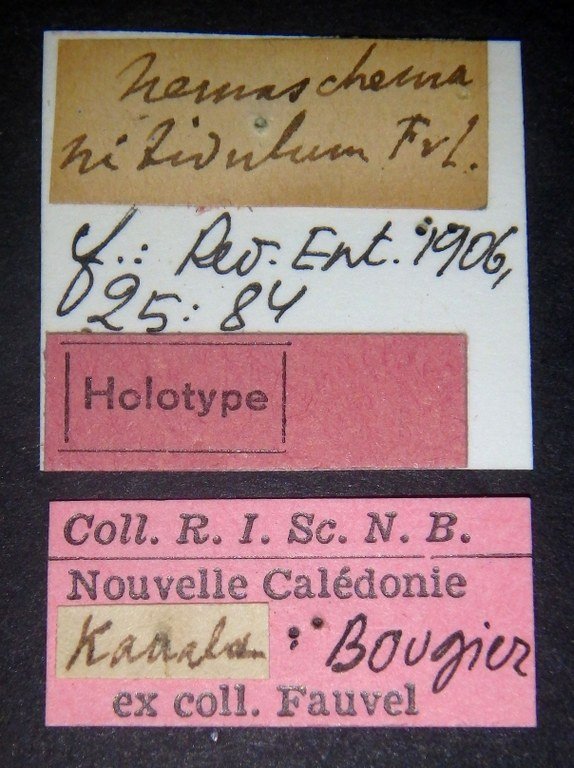 nemaschema
nitidulum Fvl.
cf.: Rev. Ent. 1906,
25: 84
Holotype
Coll. R. I. Sc. N. B.
Nouvelle Calédonie
Kanala : Bougier
ex coll. Fauvel